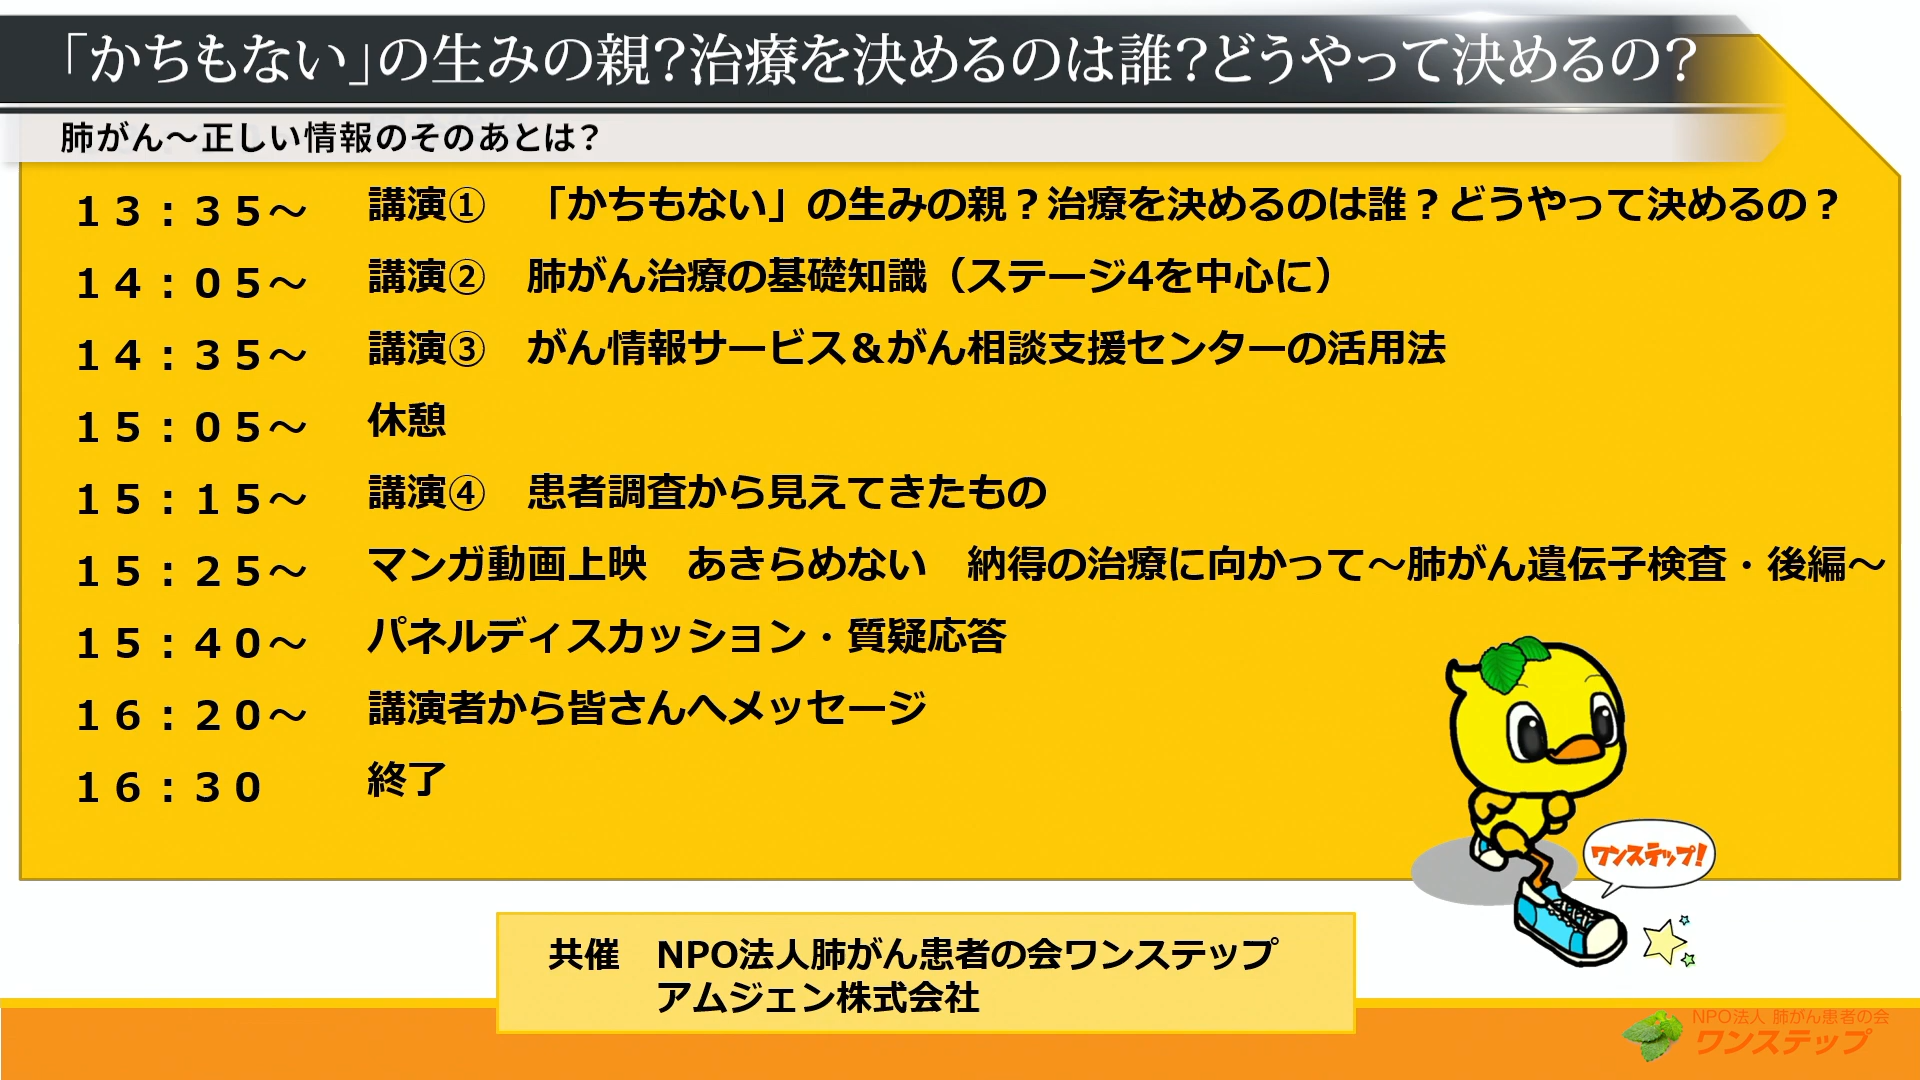 「かちもない」の生みの親？治療を決めるのは誰？どうやって決めるの？
肺がん～正しい情報のそのあとは？
１３：３５～　講演①　「かちもない」の生みの親？治療を決めるのは誰？どうやって決めるの？
１４：０５～　講演②　肺がん治療の基礎知識（ステージ4を中心に）
１４：３５～　講演③　がん情報サービス＆がん相談支援センターの活用法
１５：０５～　休憩
１５：１５～　講演④　患者調査から見えてきたもの
１５：２５～　マンガ動画上映　あきらめない　納得の治療に向かって～肺がん遺伝子検査・後編～
１５：４０～　パネルディスカッション・質疑応答
１６：２０～　講演者から皆さんへメッセージ
１６：３０　終了
ワンステップ！
共催　NPO法人肺がん患者の会ワンステップ
アムジェン株式会社
NPO法人 肺がん患者の会
ワンステップ